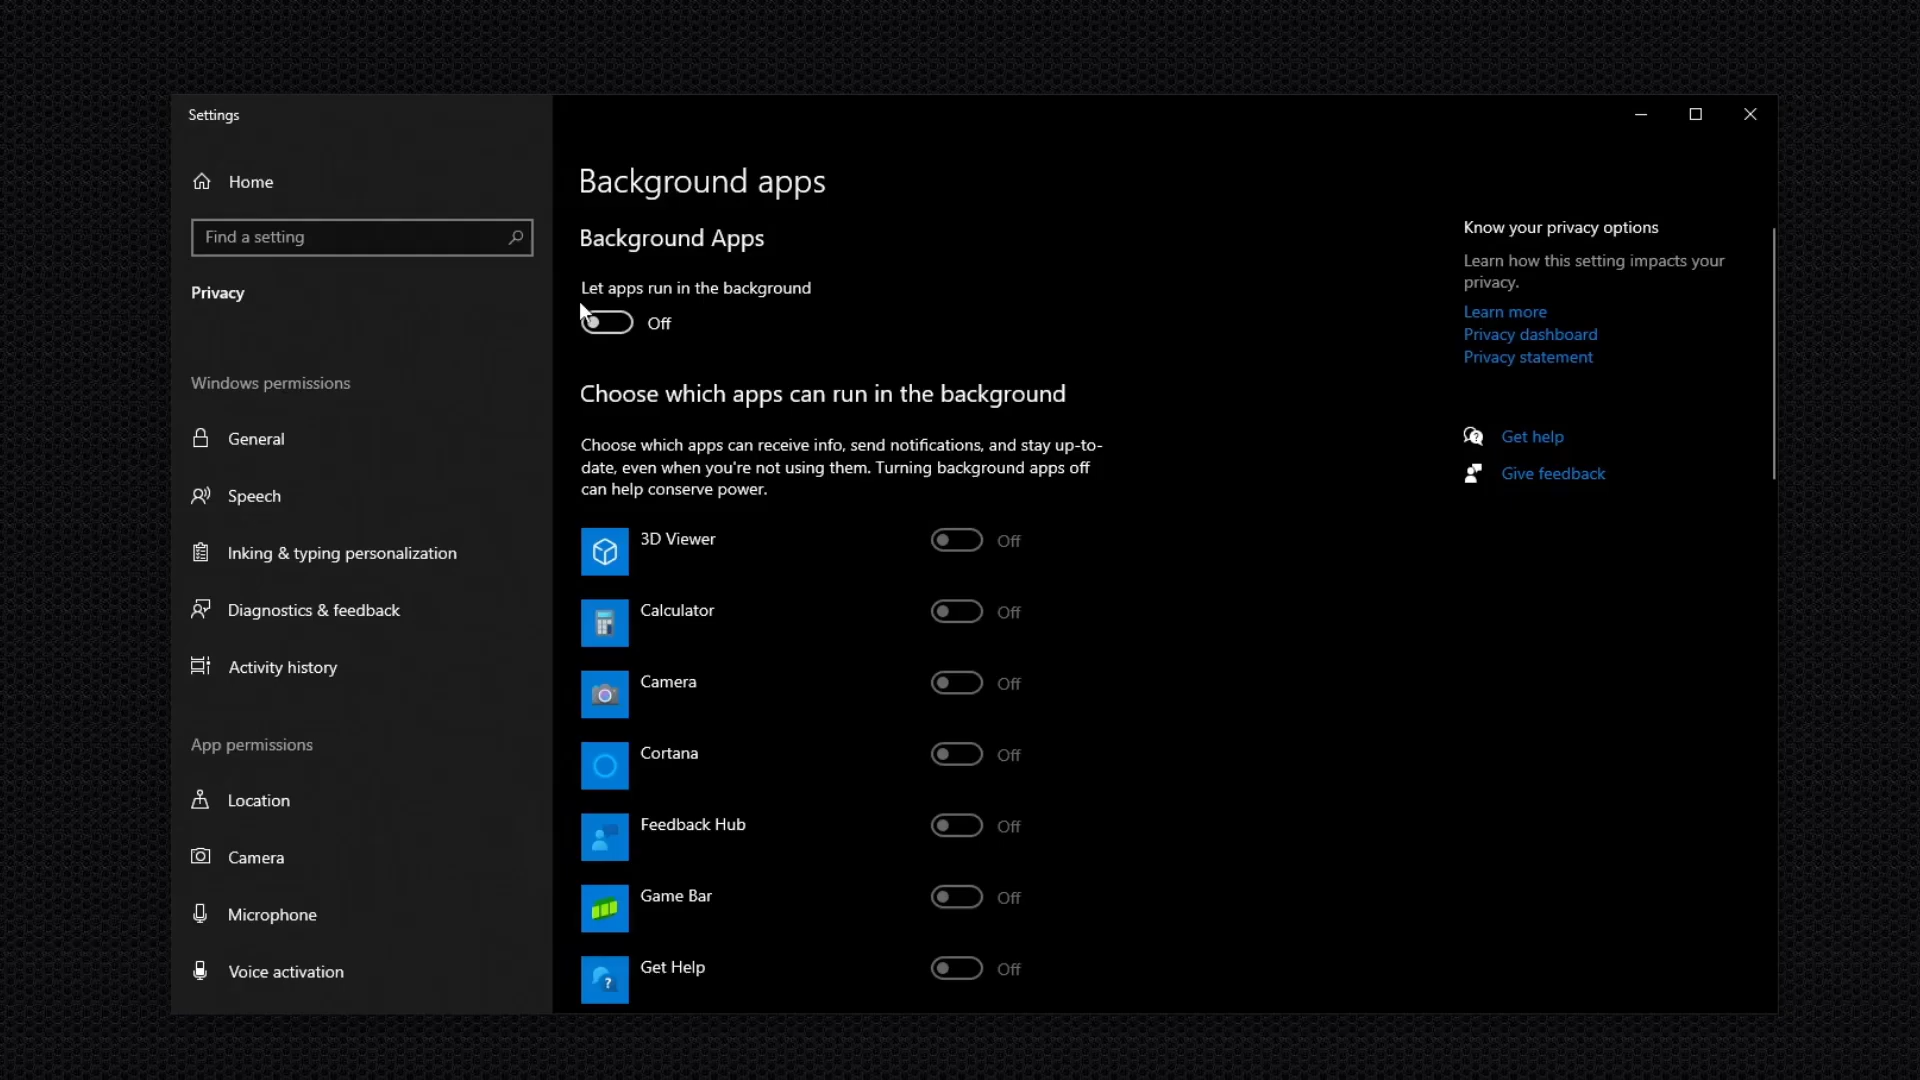 Settings
Home
Find a setting
Privacy
Windows permissions
General
Speech
Inking & typing personalization
Diagnostics & feedback
Activity history
App permissions
Location
Camera
Microphone
Voice activation
Background apps
Background Apps
Let apps run in the background
Off
Choose which apps can run in the background
Choose which apps can receive info, send notifications, and stay up-to-
date, even when you're not using them. Turning background apps off
can help conserve power.
3D Viewer Off
Calculator Off
Camera Off
Cortana Off
Feedback Hub Off
Game Bar Off
Get Help Off
Know your privacy options
Learn how this setting impacts your
privacy.
Learn more
Privacy dashboard
Privacy statement
Get help
Give feedback